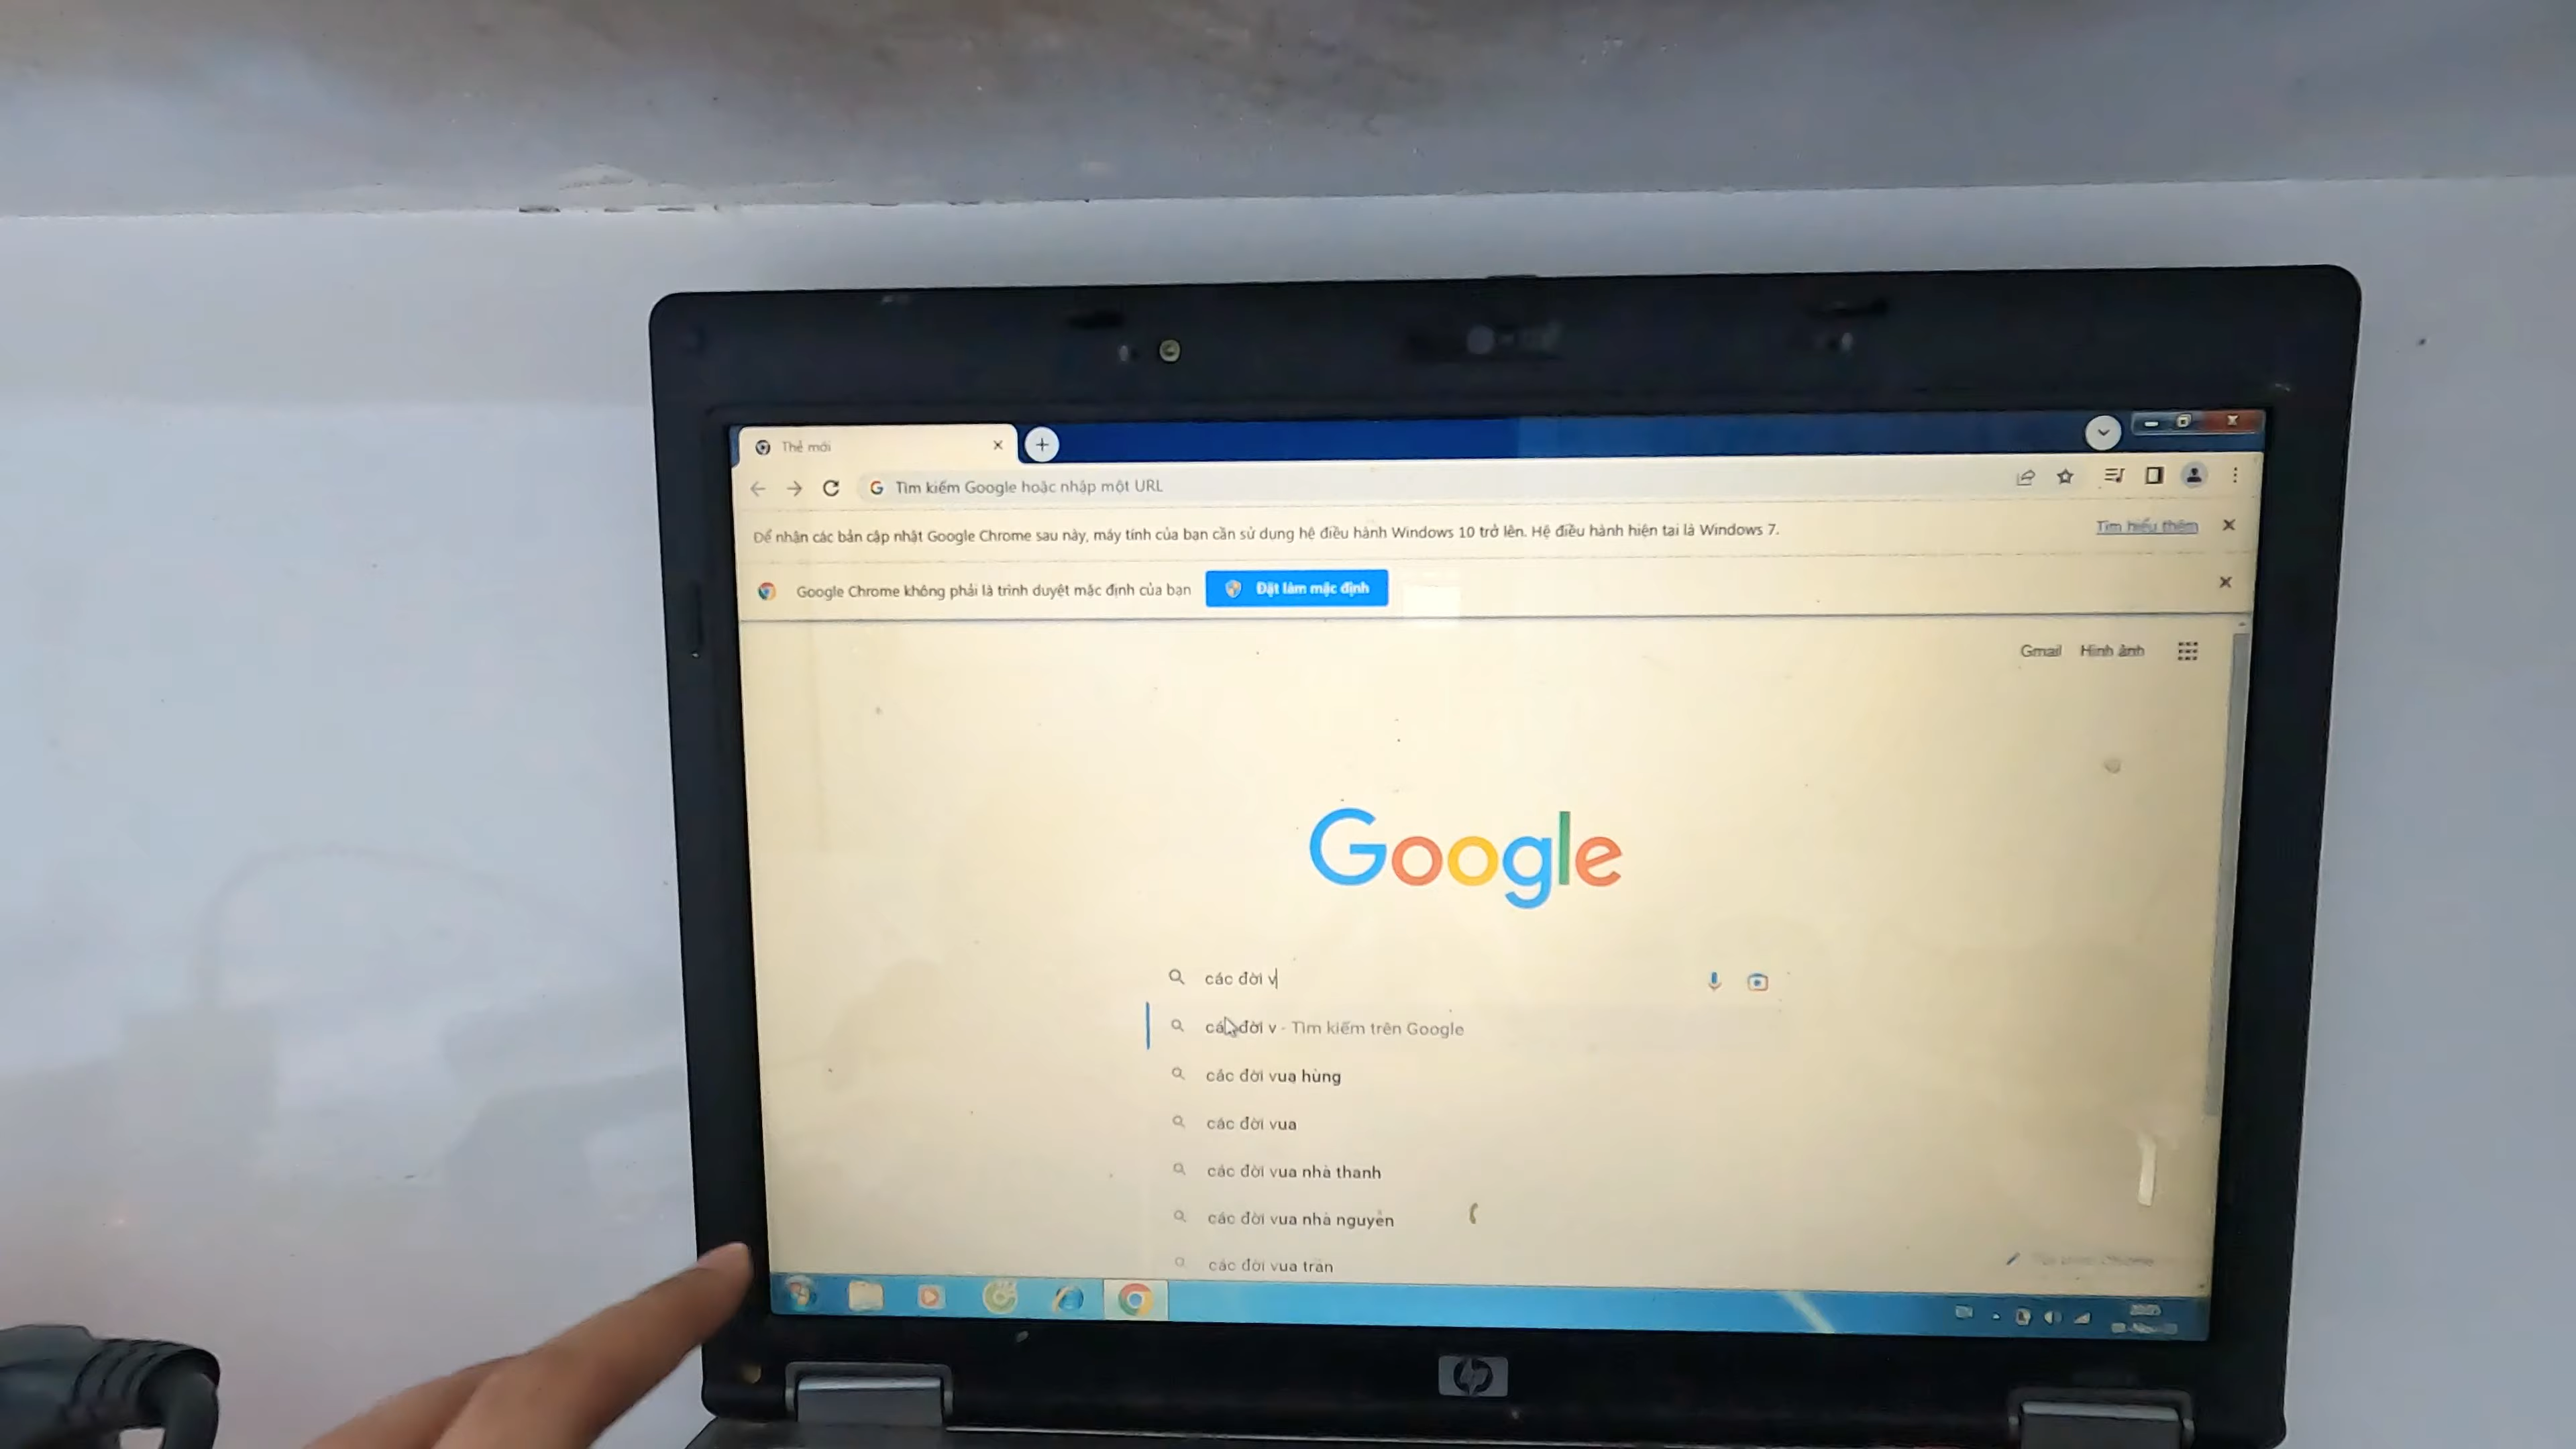 Thẻ mới
Tìm kiếm Google hoặc nhập một URL
Để nhận các bản cập nhật Google Chrome sau này, máy tính của bạn cần sử dụng hệ điều hành Windows 10 trở lên. Hệ điều hành hiện tại là Windows 7.
Tìm hiểu thêm
Google Chrome không phải là trình duyệt mặc định của bạn
Đặt làm mặc định
Gmail Hình ảnh
Google
các đời v
các đời v - Tìm kiếm trên Google
các đời vua hùng
các đời vua
các đời vua nhà thanh
các đời vua nhà nguyễn
các đời vua trần
EN
hp